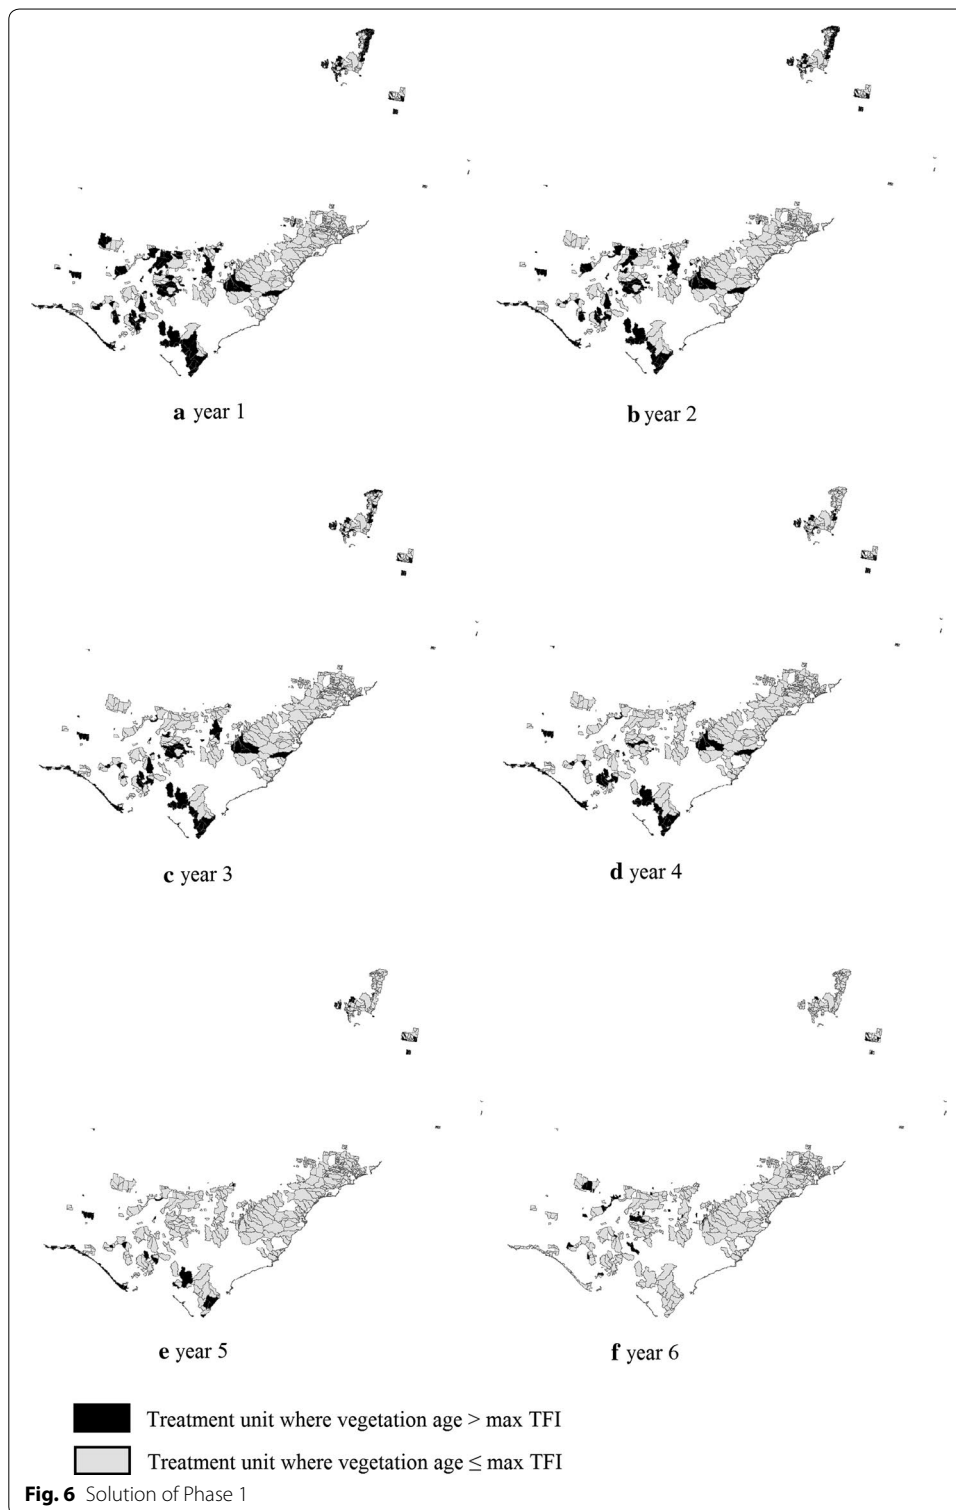 a year 1
b year 2
c year 3
d year 4
e year 5
f year 6
Treatment unit where vegetation age > max TFI
Treatment unit where vegetation age ≤ max TFI
Fig. 6 Solution of Phase 1